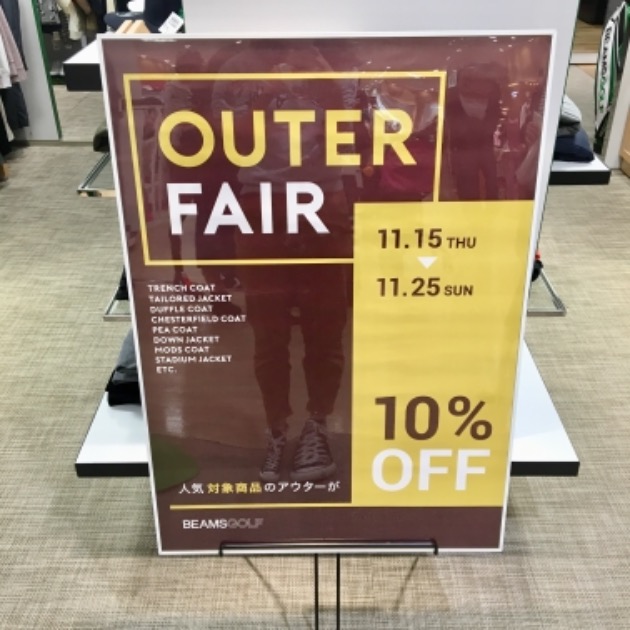 OUTER
FAIR
11.15 THU
11.25 SUN
TRENCH COAT
TAILORED JACKET
DUFFLE COAT
CHESTERFIELD COAT
PEA COAT
DOWN JACKET
MODS COAT
STADIUM JACKET
ETC.
10%
OFF
人気 対象商品 のアウターが
BEAMSGOLF
BEAMSGOLF